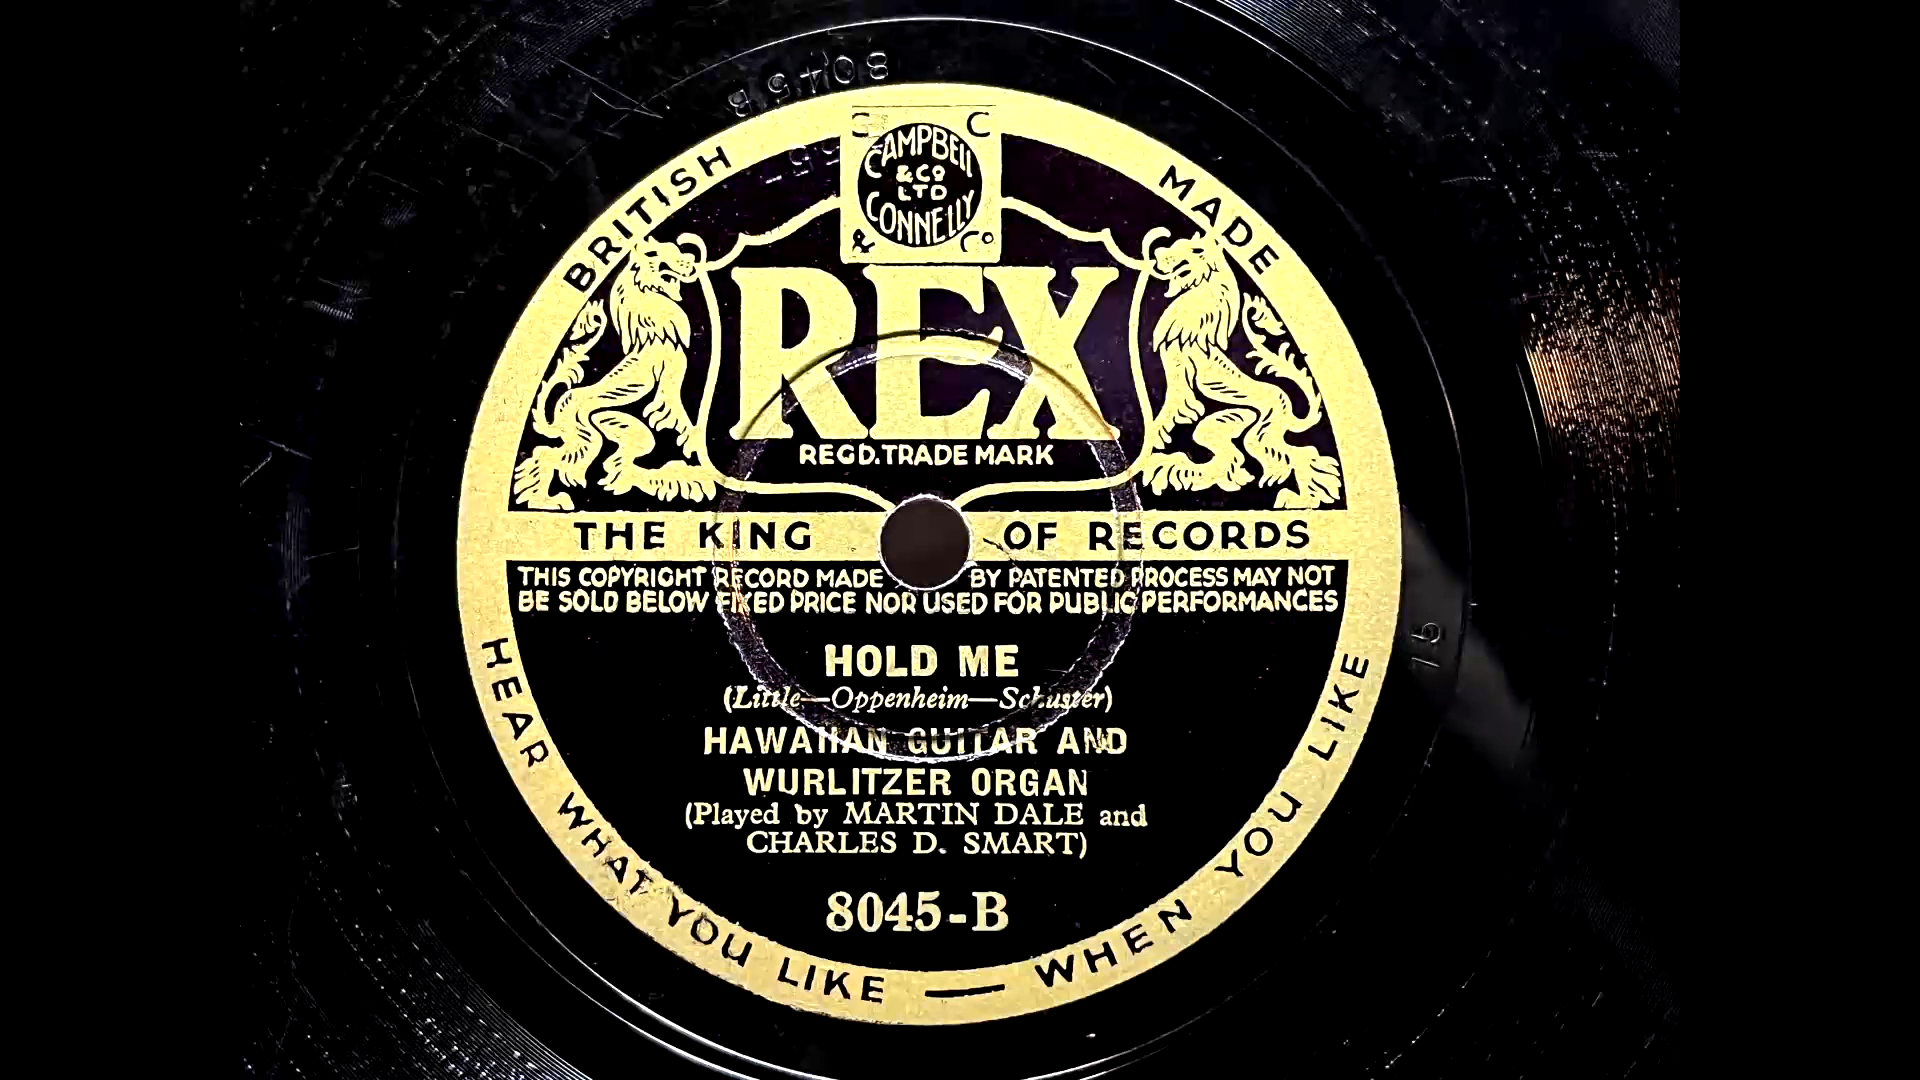 8045 B
C C
CAMPBELL
& Co
LTD
CONNELLY
& Co
BRITISH MADE
REX
REGD. TRADE MARK
THE KING OF RECORDS
THIS COPYRIGHT RECORD MADE BY PATENTED PROCESS MAY NOT
BE SOLD BELOW FIXED PRICE NOR USED FOR PUBLIC PERFORMANCES
HOLD ME
(Little—Oppenheim—Schuster)
HAWAIIAN GUITAR AND
WURLITZER ORGAN
(Played by MARTIN DALE and
CHARLES D. SMART)
8045-B
HEAR WHAT YOU LIKE — WHEN YOU LIKE
15